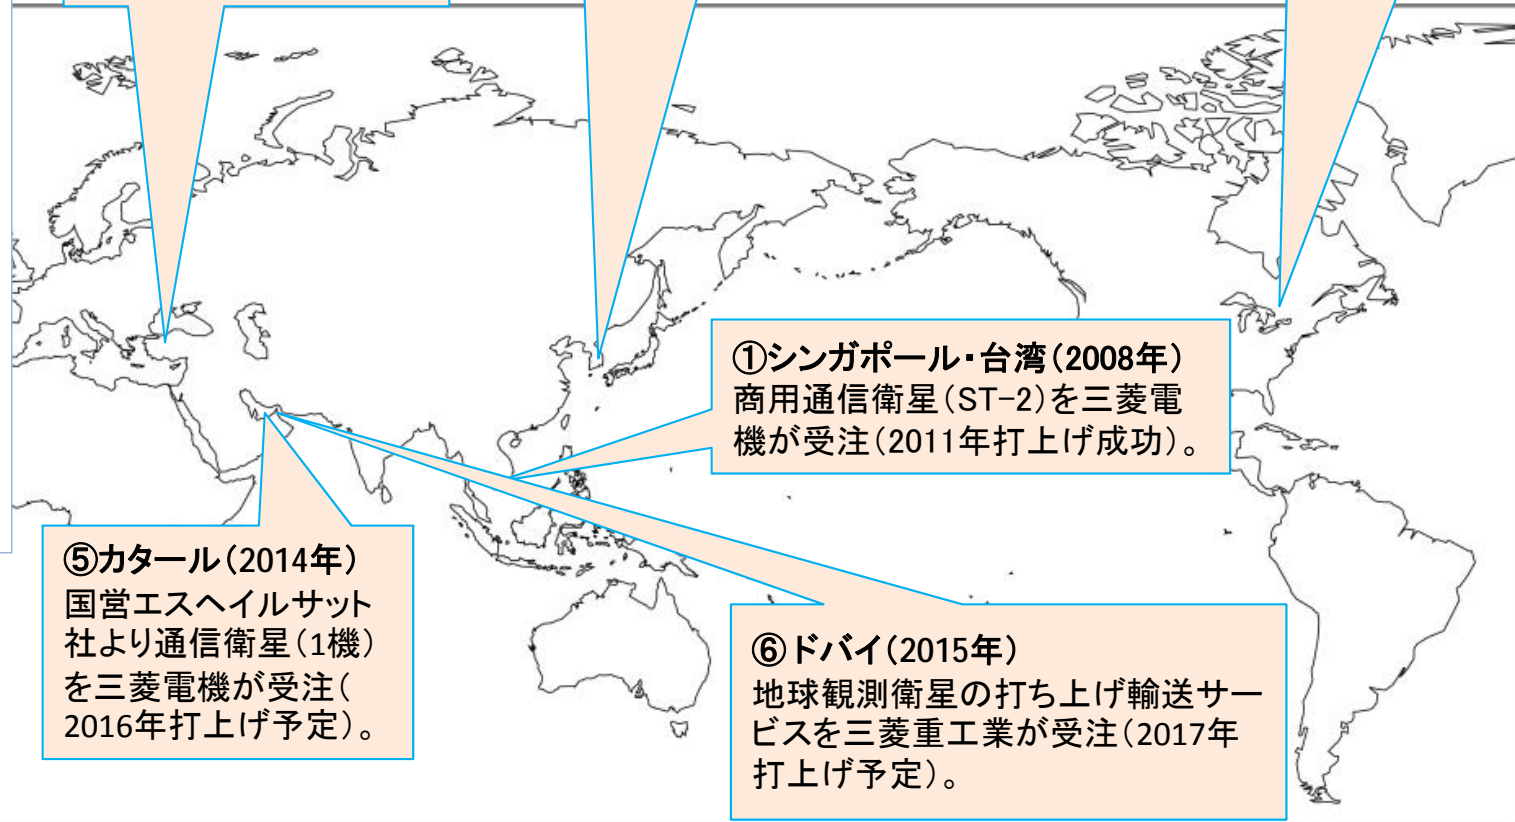 ①シンガポール・台湾（2008年）
商用通信衛星（ST-2）を三菱電
機が受注（2011年打上げ成功）。
⑤カタール（2014年）
国営エスヘイルサット
社より通信衛星（1機）
を三菱電機が受注（
2016年打上げ予定）。
⑥ドバイ（2015年）
地球観測衛星の打ち上げ輸送サー
ビスを三菱重工業が受注（2017年
打上げ予定）。